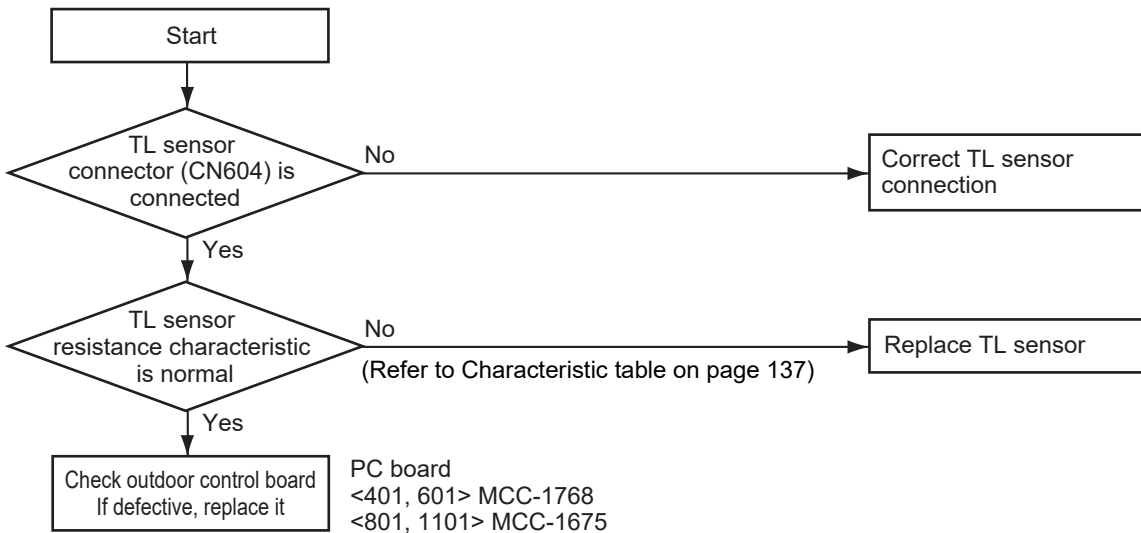 Start
TL sensor
connector (CN604) is
connected
No
Correct TL sensor
connection
Yes
TL sensor
resistance characteristic
is normal
No
(Refer to Characteristic table on page 137)
Replace TL sensor
Yes
Check outdoor control board
If defective, replace it
PC board
<401, 601> MCC-1768
<801, 1101> MCC-1675